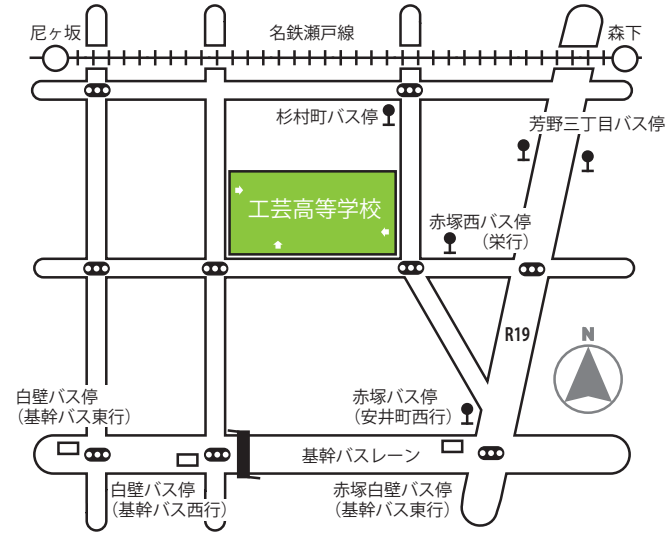 尼ヶ坂
名鉄瀬戸線
森下
杉村町バス停
芳野三丁目バス停
工芸高等学校
赤塚西バス停
（栄行）
R19
N
白壁バス停
（基幹バス東行）
赤塚バス停
（安井町西行）
基幹バスレーン
白壁バス停
（基幹バス西行）
赤塚白壁バス停
（基幹バス東行）